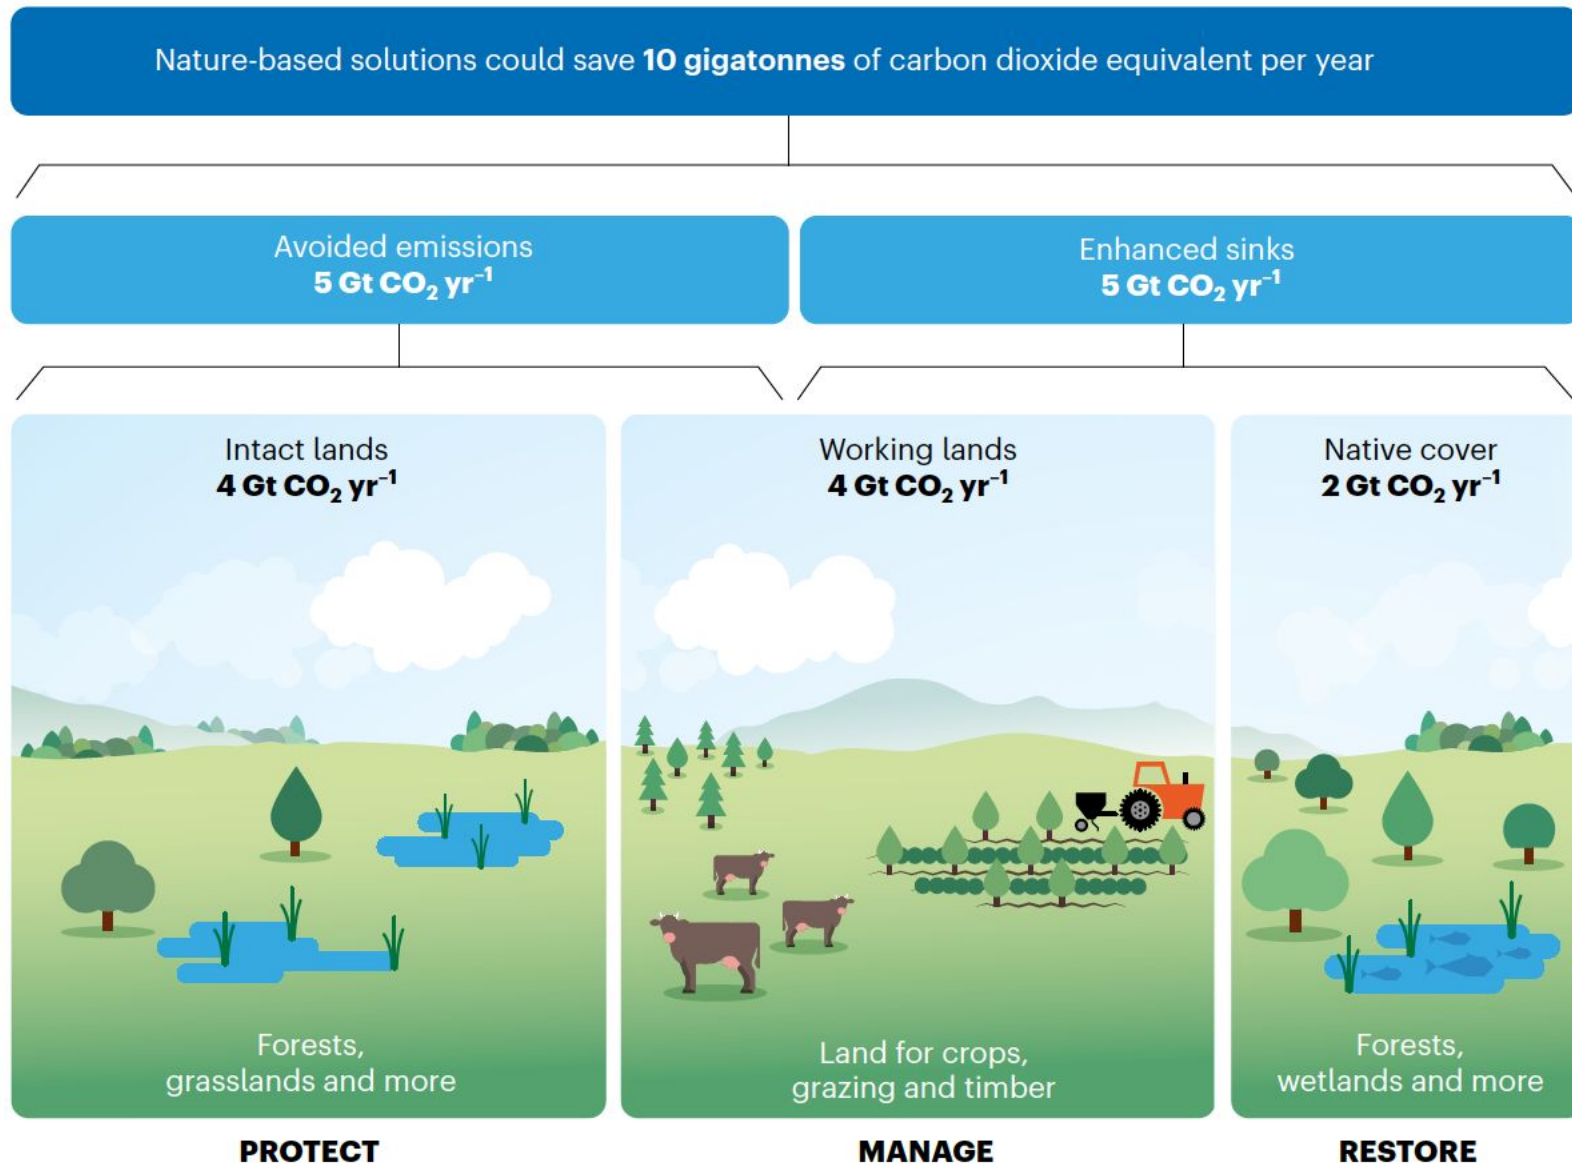 Nature-based solutions could save 10 gigatonnes of carbon dioxide equivalent per year
Avoided emissions
5 Gt CO₂ yr⁻¹
Enhanced sinks
5 Gt CO₂ yr⁻¹
Intact lands
4 Gt CO₂ yr⁻¹
Working lands
4 Gt CO₂ yr⁻¹
Native cover
2 Gt CO₂ yr⁻¹
Forests,
grasslands and more
Land for crops,
grazing and timber
Forests,
wetlands and more
PROTECT
MANAGE
RESTORE